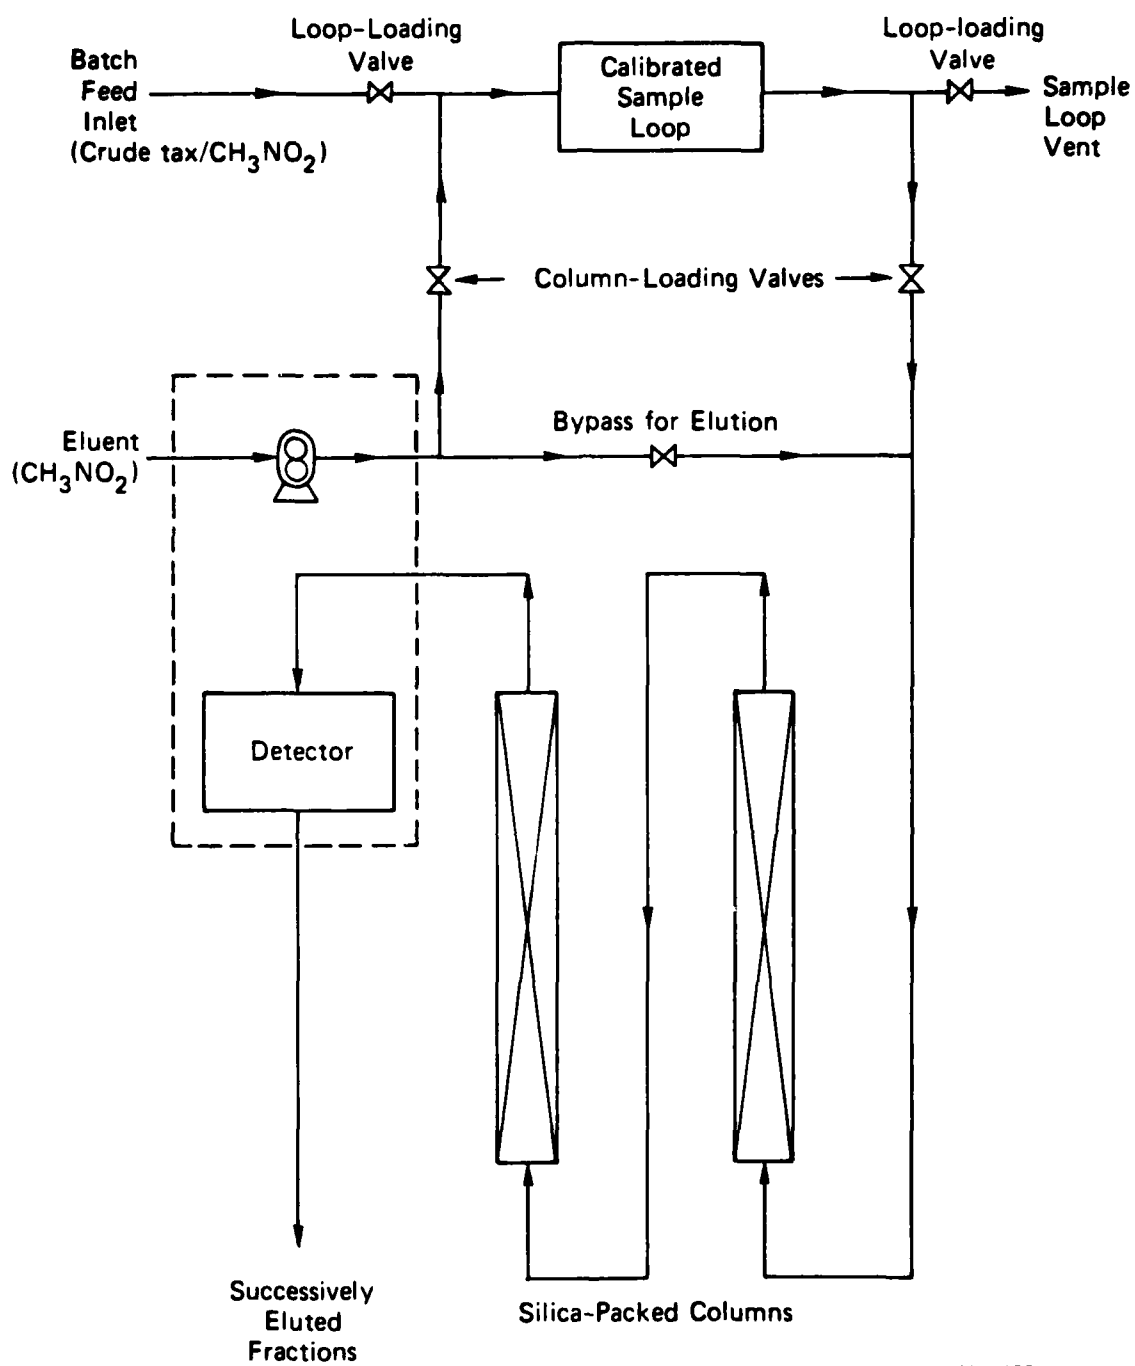 Loop-Loading
Valve
Loop-loading
Valve
Batch
Feed
Inlet
(Crude tax/CH₃NO₂)
Calibrated
Sample
Loop
Sample
Loop
Vent
Column-Loading Valves
Eluent
(CH₃NO₂)
Bypass for Elution
Detector
Successively
Eluted
Fractions
Silica-Packed Columns